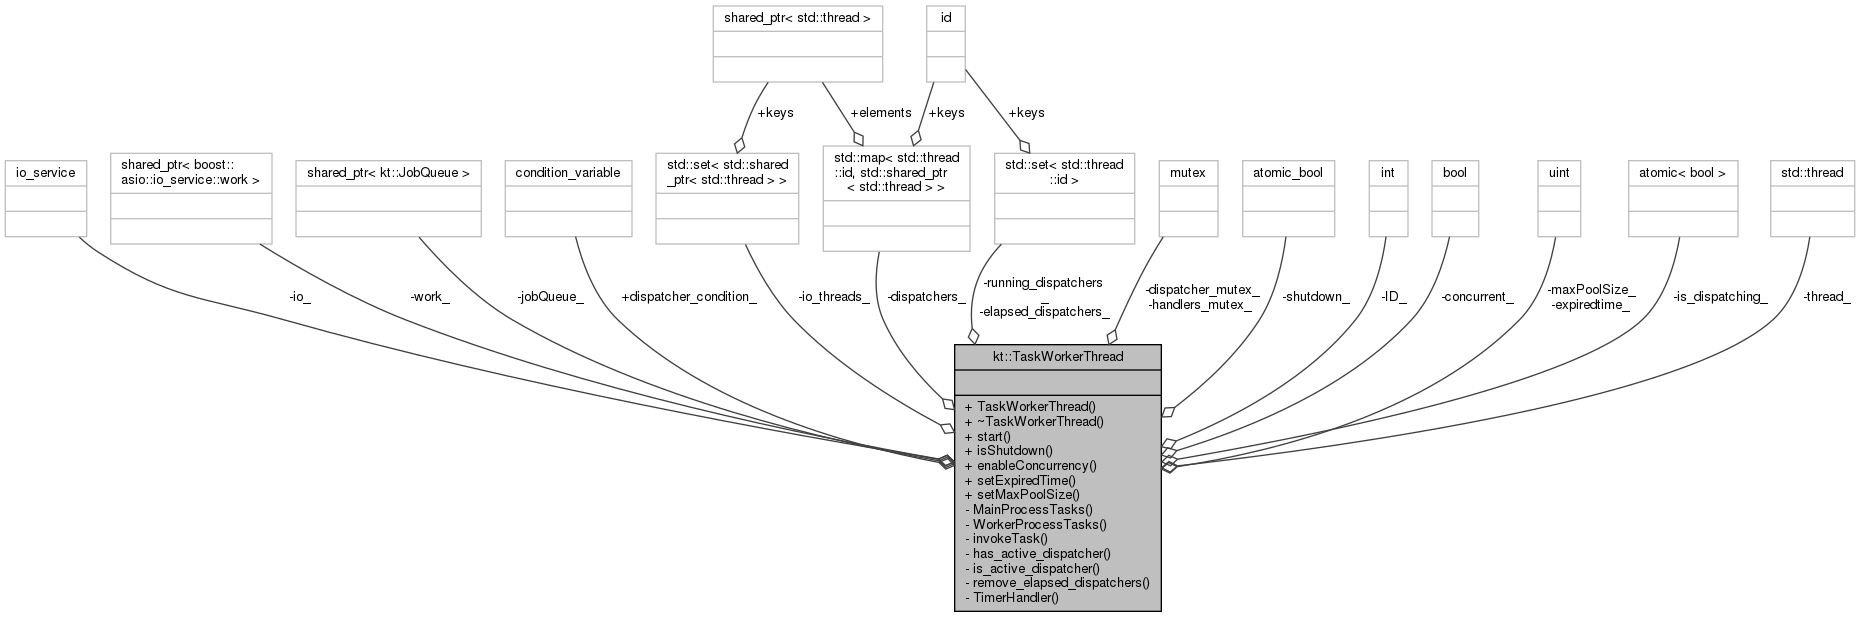 shared_ptr< std::thread >
id
+keys
+elements
+keys
+keys
io_service
shared_ptr< boost::
asio::io_service::work >
shared_ptr< kt::JobQueue >
condition_variable
std::set< std::shared
_ptr< std::thread > >
std::map< std::thread
::id, std::shared_ptr
< std::thread > >
std::set< std::thread
::id >
mutex
atomic_bool
int
bool
uint
atomic< bool >
std::thread
-io_
-work_
-jobQueue_
+dispatcher_condition_
-io_threads_
-dispatchers_
-running_dispatchers
_
-elapsed_dispatchers_
-dispatcher_mutex_
-handlers_mutex_
-shutdown_
-ID_
-concurrent_
-maxPoolSize_
-expiredtime_
-is_dispatching_
-thread_
kt::TaskWorkerThread
+ TaskWorkerThread()
+ ~TaskWorkerThread()
+ start()
+ isShutdown()
+ enableConcurrency()
+ setExpiredTime()
+ setMaxPoolSize()
- MainProcessTasks()
- WorkerProcessTasks()
- invokeTask()
- has_active_dispatcher()
- is_active_dispatcher()
- remove_elapsed_dispatchers()
- TimerHandler()